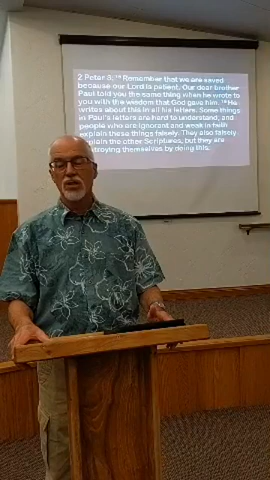 2 Peter 3: 15 Remember that we are saved
because our Lord is patient. Our dear brother
Paul told you the same thing when he wrote to
you with the wisdom that God gave him. 16 He
writes about this in all his letters. Some things
in Paul's letters are hard to understand, and
people who are ignorant and weak in faith
explain these things falsely. They also falsely
explain the other Scriptures, but they are
destroying themselves by doing this.